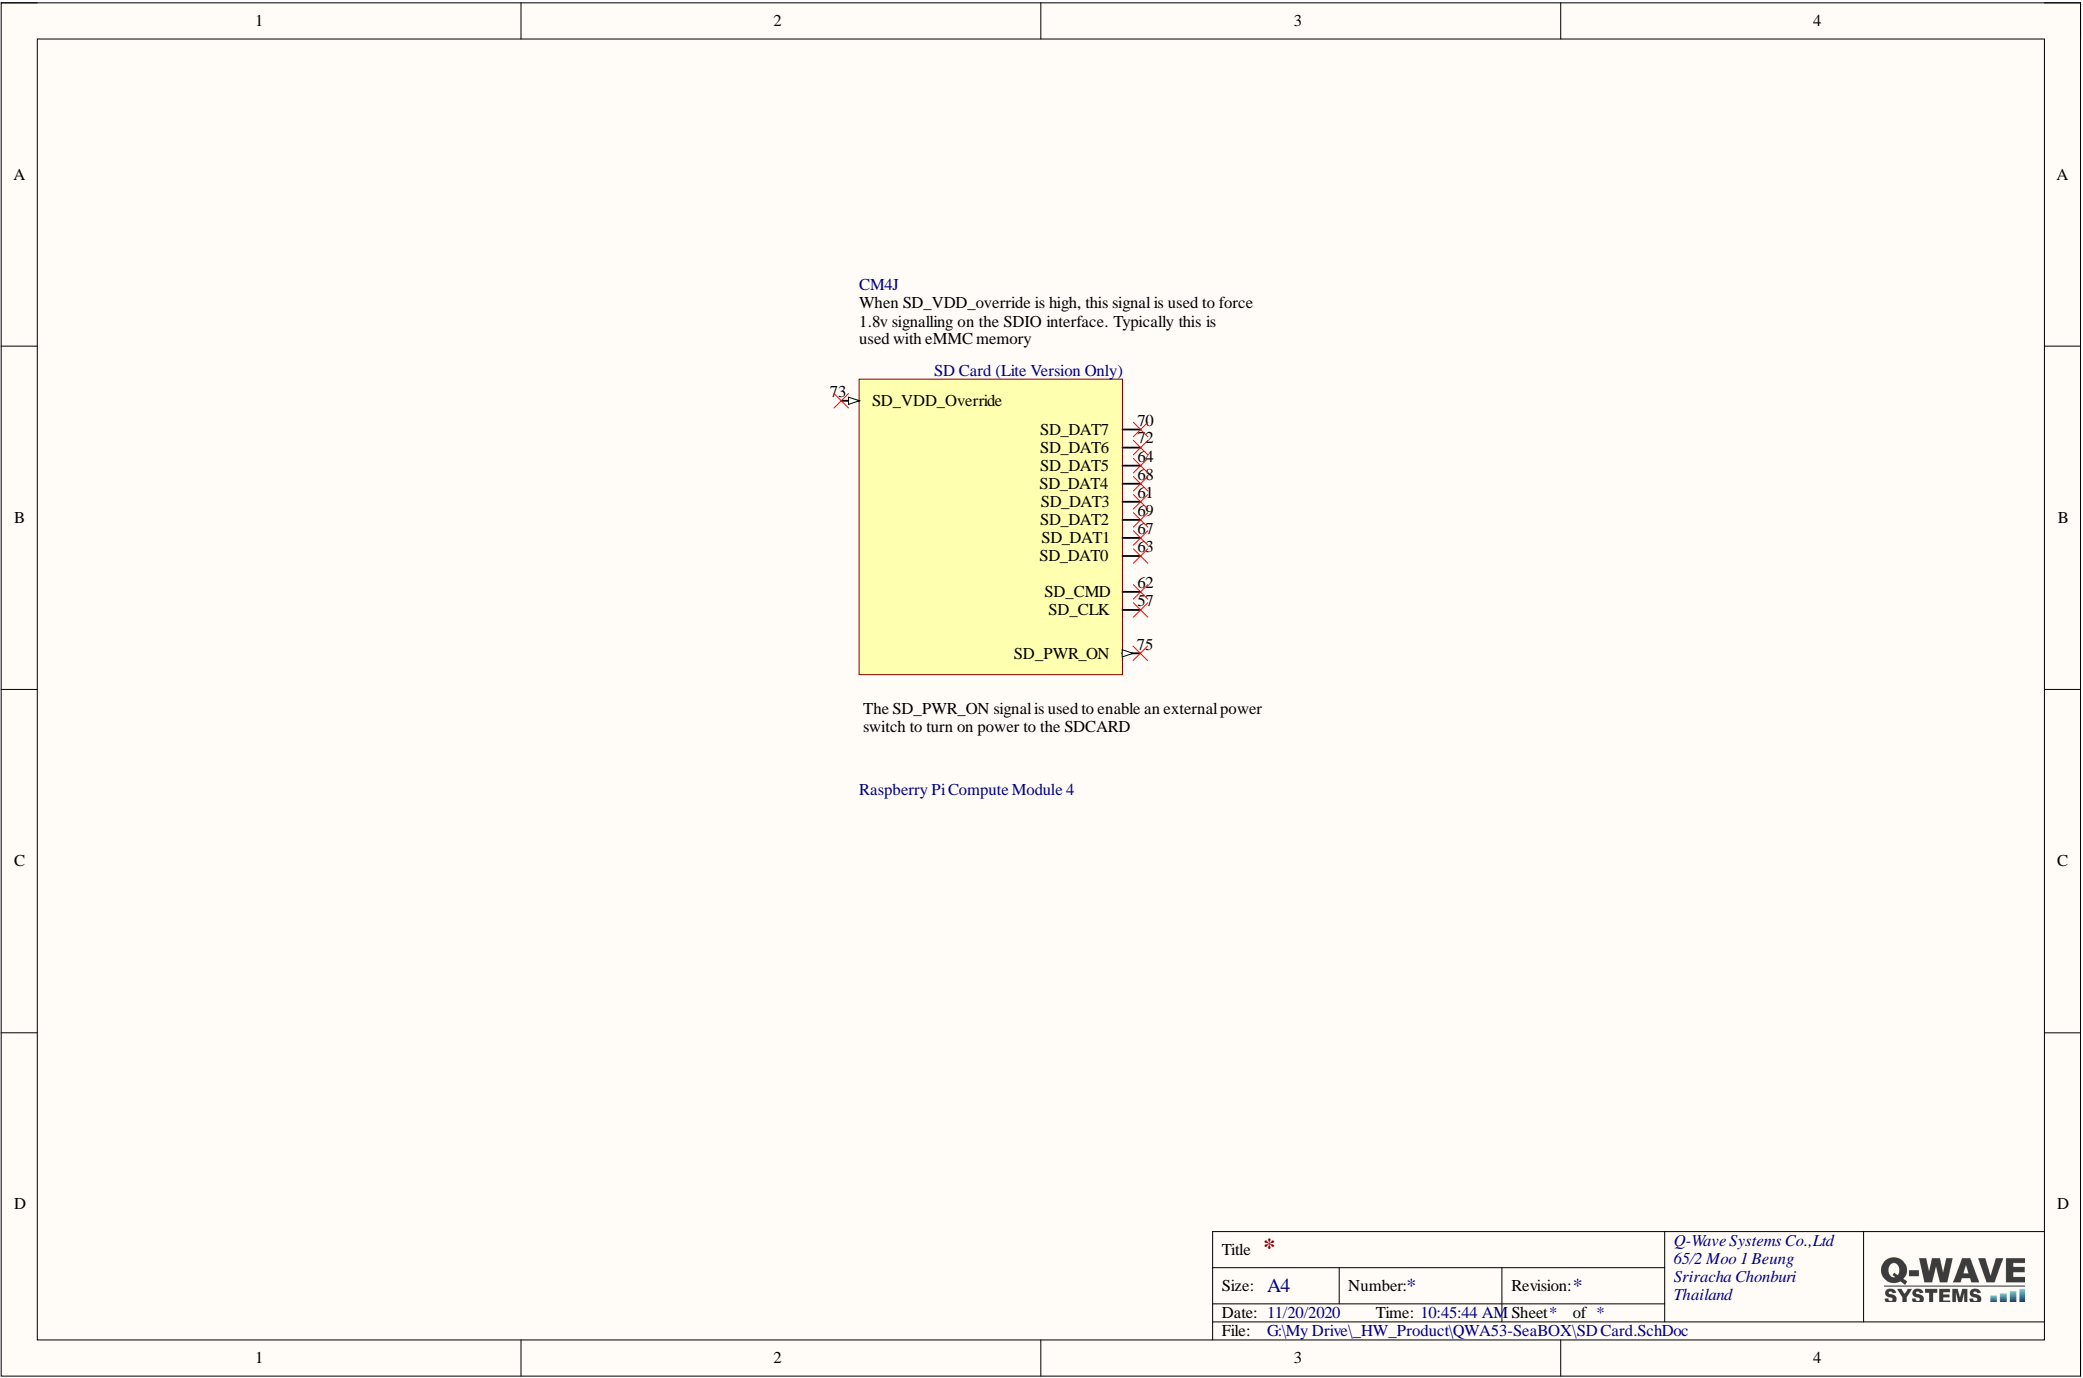 1 2 3 4
A A
CM4J
When SD_VDD_override is high, this signal is used to force
1.8v signalling on the SDIO interface. Typically this is
used with eMMC memory
SD Card (Lite Version Only)
73 SD_VDD_Override
SD_DAT7 70
SD_DAT6 72
SD_DAT5 64
SD_DAT4 68
SD_DAT3 61
SD_DAT2 69
SD_DAT1 67
SD_DAT0 63
B B
SD_CMD 62
SD_CLK 57
SD_PWR_ON 75
The SD_PWR_ON signal is used to enable an external power
switch to turn on power to the SDCARD
Raspberry Pi Compute Module 4
C C
D D
Title *
Size: A4 Number:* Revision:*
Date: 11/20/2020 Time: 10:45:44 AM Sheet * of *
File: G:\My Drive\_HW_Product\QWA53-SeaBOX\SD Card.SchDoc
Q-Wave Systems Co.,Ltd
65/2 Moo 1 Beung
Sriracha Chonburi
Thailand
Q-WAVE
SYSTEMS
1 2 3 4